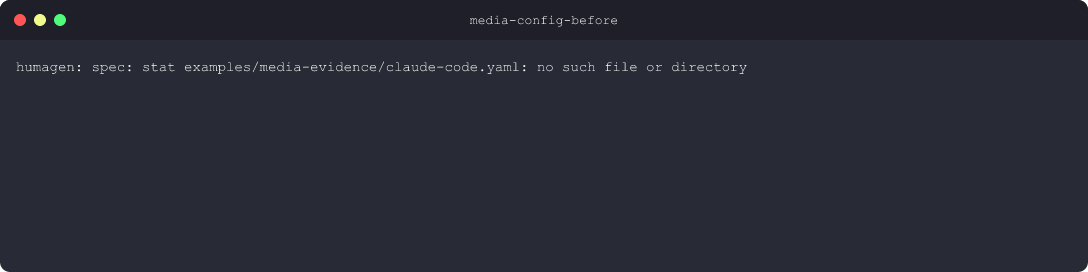 media-config-before
humagen: spec: stat examples/media-evidence/claude-code.yaml: no such file or directory